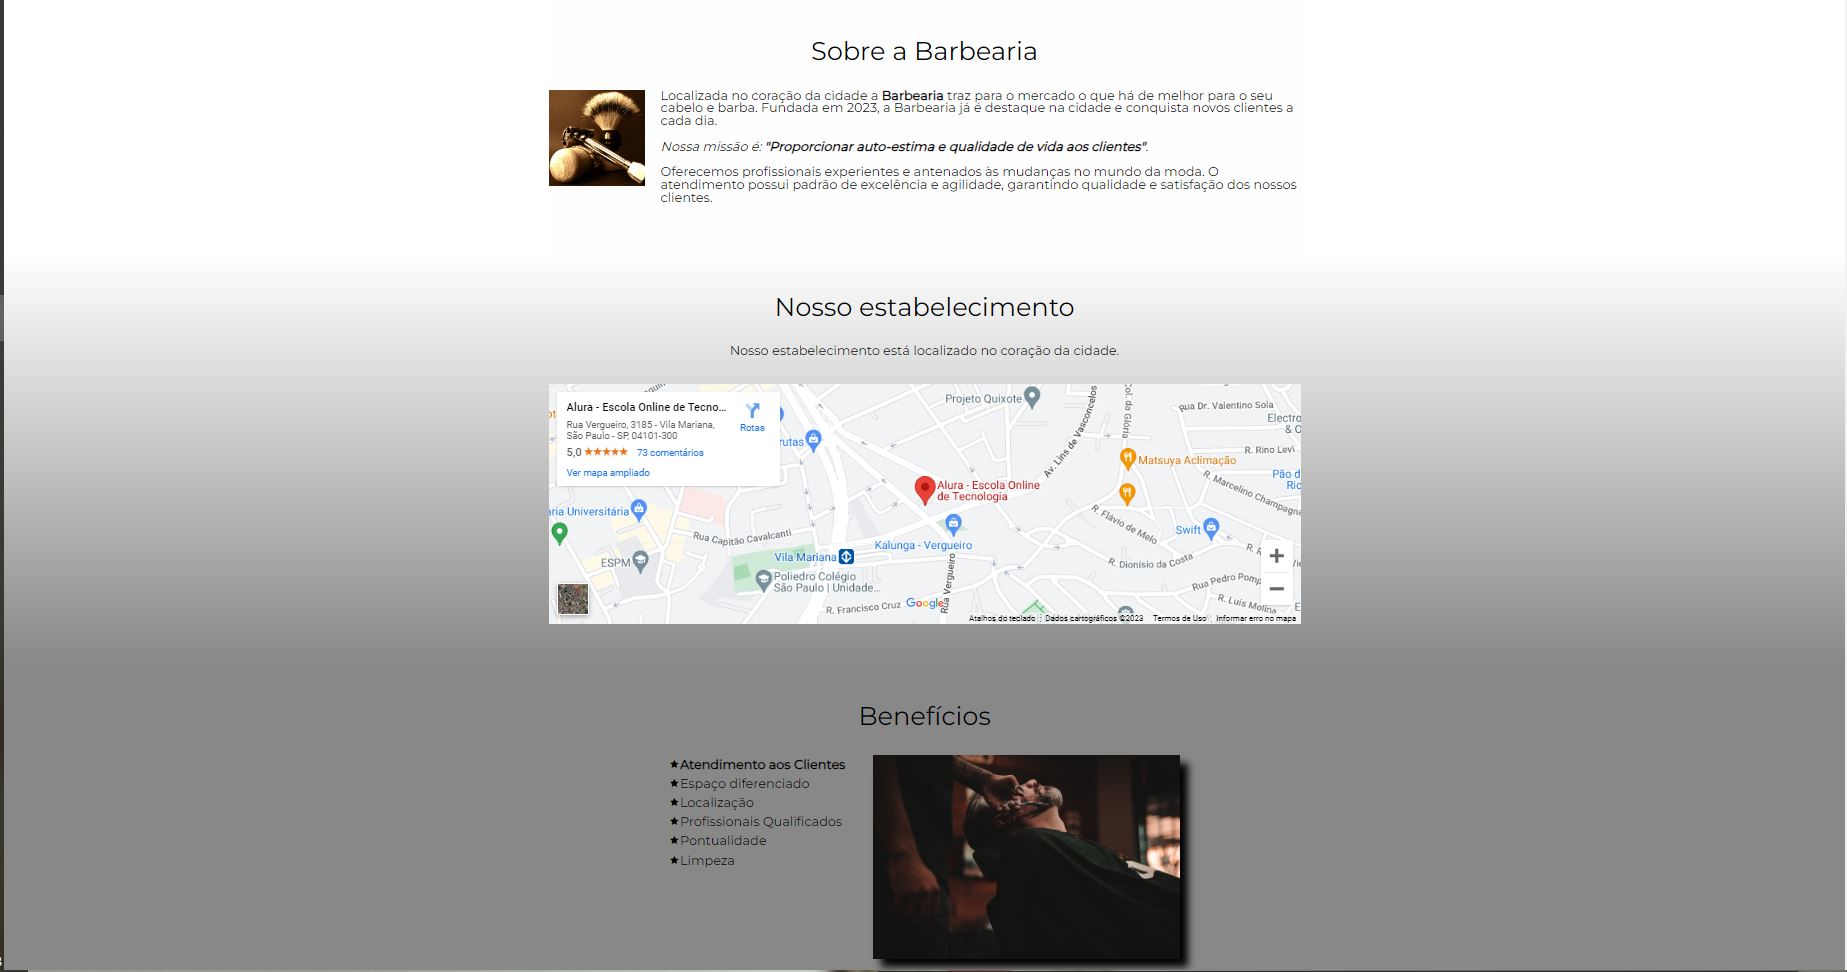 Sobre a Barbearia
Localizada no coração da cidade a Barbearia traz para o mercado o que há de melhor para o seu
cabelo e barba. Fundada em 2023, a Barbearia já é destaque na cidade e conquista novos clientes a
cada dia.
Nossa missão é: "Proporcionar auto-estima e qualidade de vida aos clientes".
Oferecemos profissionais experientes e antenados às mudanças no mundo da moda. O
atendimento possui padrão de excelência e agilidade, garantindo qualidade e satisfação dos nossos
clientes.
Nosso estabelecimento
Nosso estabelecimento está localizado no coração da cidade.
Alura - Escola Online de Tecno...
Rotas
Rua Vergueiro, 3185 - Vila Mariana,
São Paulo - SP, 04101-300
5,0 73 comentários
Ver mapa ampliado
Projeto Quixote
Av. Lins de Vasconcelos
col. da Glória
Rua Dr. Valentino Sola
Electro
& C
R. Rino Levi
Matsuya Aclimação
Pão d
Ric
R. Marcelino Champagna
Alura - Escola Online
de Tecnologia
aria Universitária
R. Flávio de Melo
Swift
Rua Capitão Cavalcanti
Kalunga - Vergueiro
Vila Mariana
ESPM
R. Dionísio da Costa
Poliedro Colégio
São Paulo | Unidade...
Rua Vergueiro
Rua Pedro Pomp
R. Luís Molina
R. Francisco Cruz
Google
Atalhos do teclado Dados cartográficos ©2023 Termos de Uso Informar erro no mapa
Benefícios
Atendimento aos Clientes
Espaço diferenciado
Localização
Profissionais Qualificados
Pontualidade
Limpeza